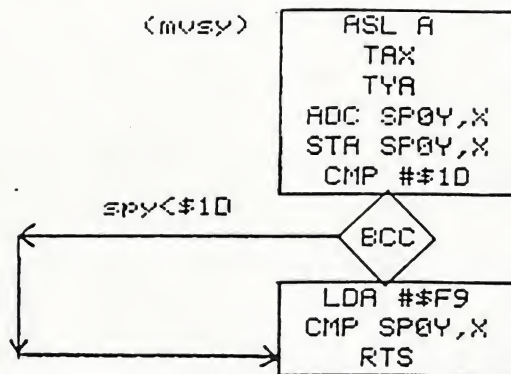 (mvsy)
ASL A
TAX
TYA
ADC SP0Y,X
STA SP0Y,X
CMP #$1D
spy<$1D
BCC
LDA #$F9
CMP SP0Y,X
RTS